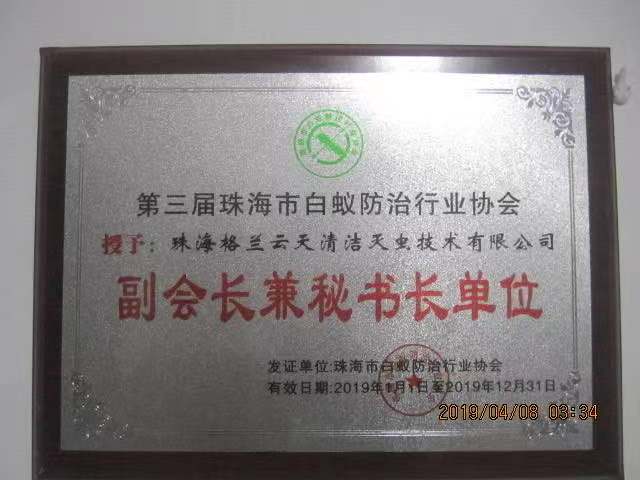 第三届珠海市白蚁防治行业协会
授予：珠海格兰云天清洁灭虫技术有限公司
副会长兼秘书长单位
发证单位:珠海市白蚁防治行业协会
有效日期:2019年1月1日至2019年12月31日
2019/04/08 03:34